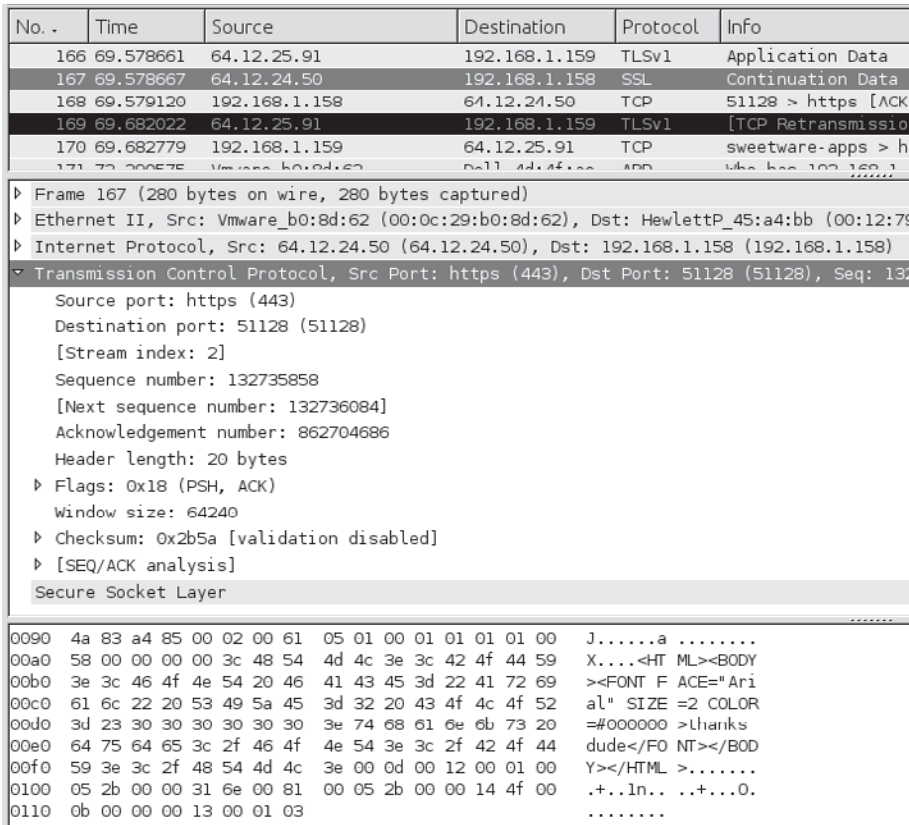 No. Time Source Destination Protocol Info
166 69.578661 64.12.25.91 192.168.1.159 TLSv1 Application Data
167 69.578667 64.12.24.50 192.168.1.158 SSL Continuation Data
168 69.579120 192.168.1.158 64.12.24.50 TCP 51128 > https [ACK
169 69.682022 64.12.25.91 192.168.1.159 TLSv1 [TCP Retransmissio
170 69.682779 192.168.1.159 64.12.25.91 TCP sweetware-apps > h
Frame 167 (280 bytes on wire, 280 bytes captured)
Ethernet II, Src: Vmware_b0:8d:62 (00:0c:29:b0:8d:62), Dst: HewlettP_45:a4:bb (00:12:79
Internet Protocol, Src: 64.12.24.50 (64.12.24.50), Dst: 192.168.1.158 (192.168.1.158)
Transmission Control Protocol, Src Port: https (443), Dst Port: 51128 (51128), Seq: 132
Source port: https (443)
Destination port: 51128 (51128)
[Stream index: 2]
Sequence number: 132735858
[Next sequence number: 132736084]
Acknowledgement number: 862704686
Header length: 20 bytes
Flags: 0x18 (PSH, ACK)
Window size: 64240
Checksum: 0x2b5a [validation disabled]
[SEQ/ACK analysis]
Secure Socket Layer
0090 4a 83 a4 85 00 02 00 61 05 01 00 01 01 01 01 00 J......a ........
00a0 58 00 00 00 00 3c 48 54 4d 4c 3e 3c 42 4f 44 59 X....<HT ML><BODY
00b0 3e 3c 46 4f 4e 54 20 46 41 43 45 3d 22 41 72 69 ><FONT F ACE="Ari
00c0 61 6c 22 20 53 49 5a 45 3d 32 20 43 4f 4c 4f 52 al" SIZE =2 COLOR
00d0 3d 23 30 30 30 30 30 30 3e 74 68 61 6e 6b 73 20 =#000000 >thanks
00e0 64 75 64 65 3c 2f 46 4f 4e 54 3e 3c 2f 42 4f 44 dude</FO NT></BOD
00f0 59 3e 3c 2f 48 54 4d 4c 3e 00 0d 00 12 00 01 00 Y></HTML >.......
0100 05 2b 00 00 31 6e 00 81 00 05 2b 00 00 14 4f 00 .+..1n.. ..+...O.
0110 0b 00 00 00 13 00 01 03 ........